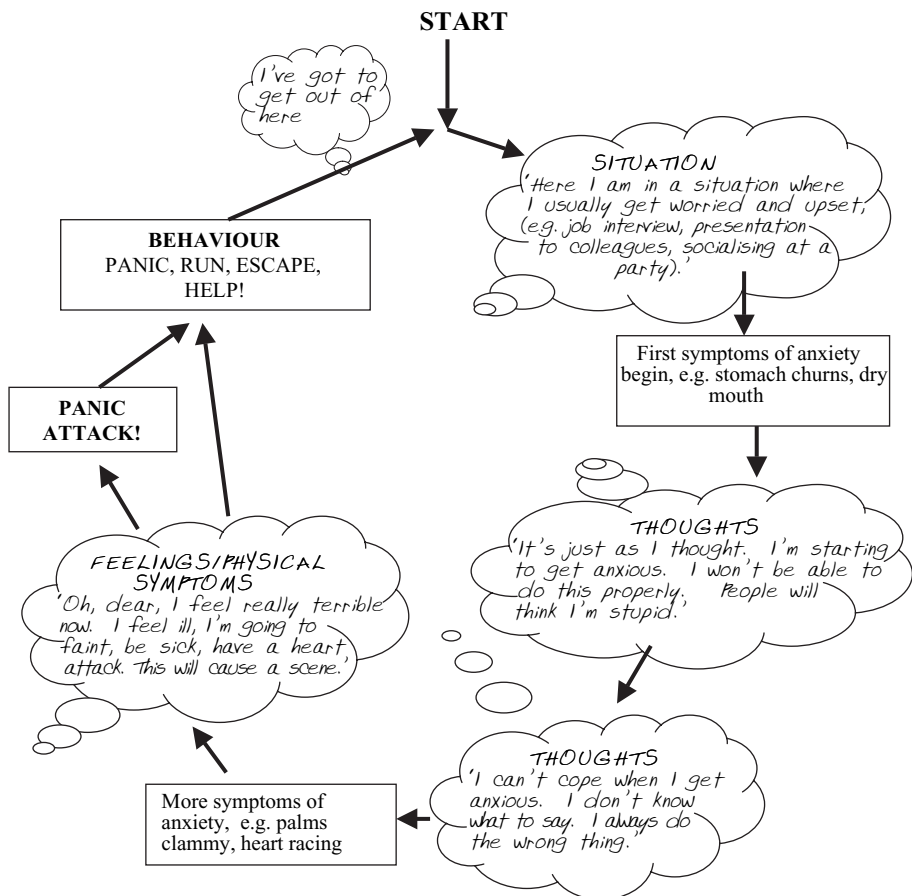 START
I've got to
get out of
here
SITUATION
'Here I am in a situation where
I usually get worried and upset,
(e.g. job interview, presentation
to colleagues, socialising at a
party).'
First symptoms of anxiety
begin, e.g. stomach churns, dry
mouth
THOUGHTS
'It's just as I thought. I'm starting
to get anxious. I won't be able to
do this properly. People will
think I'm stupid.'
THOUGHTS
'I can't cope when I get
anxious. I don't know
what to say. I always do
the wrong thing.'
More symptoms of
anxiety, e.g. palms
clammy, heart racing
FEELINGS/PHYSICAL
SYMPTOMS
'Oh, dear, I feel really terrible
now. I feel ill, I'm going to
faint, be sick, have a heart
attack. This will cause a scene.'
PANIC
ATTACK!
BEHAVIOUR
PANIC, RUN, ESCAPE,
HELP!